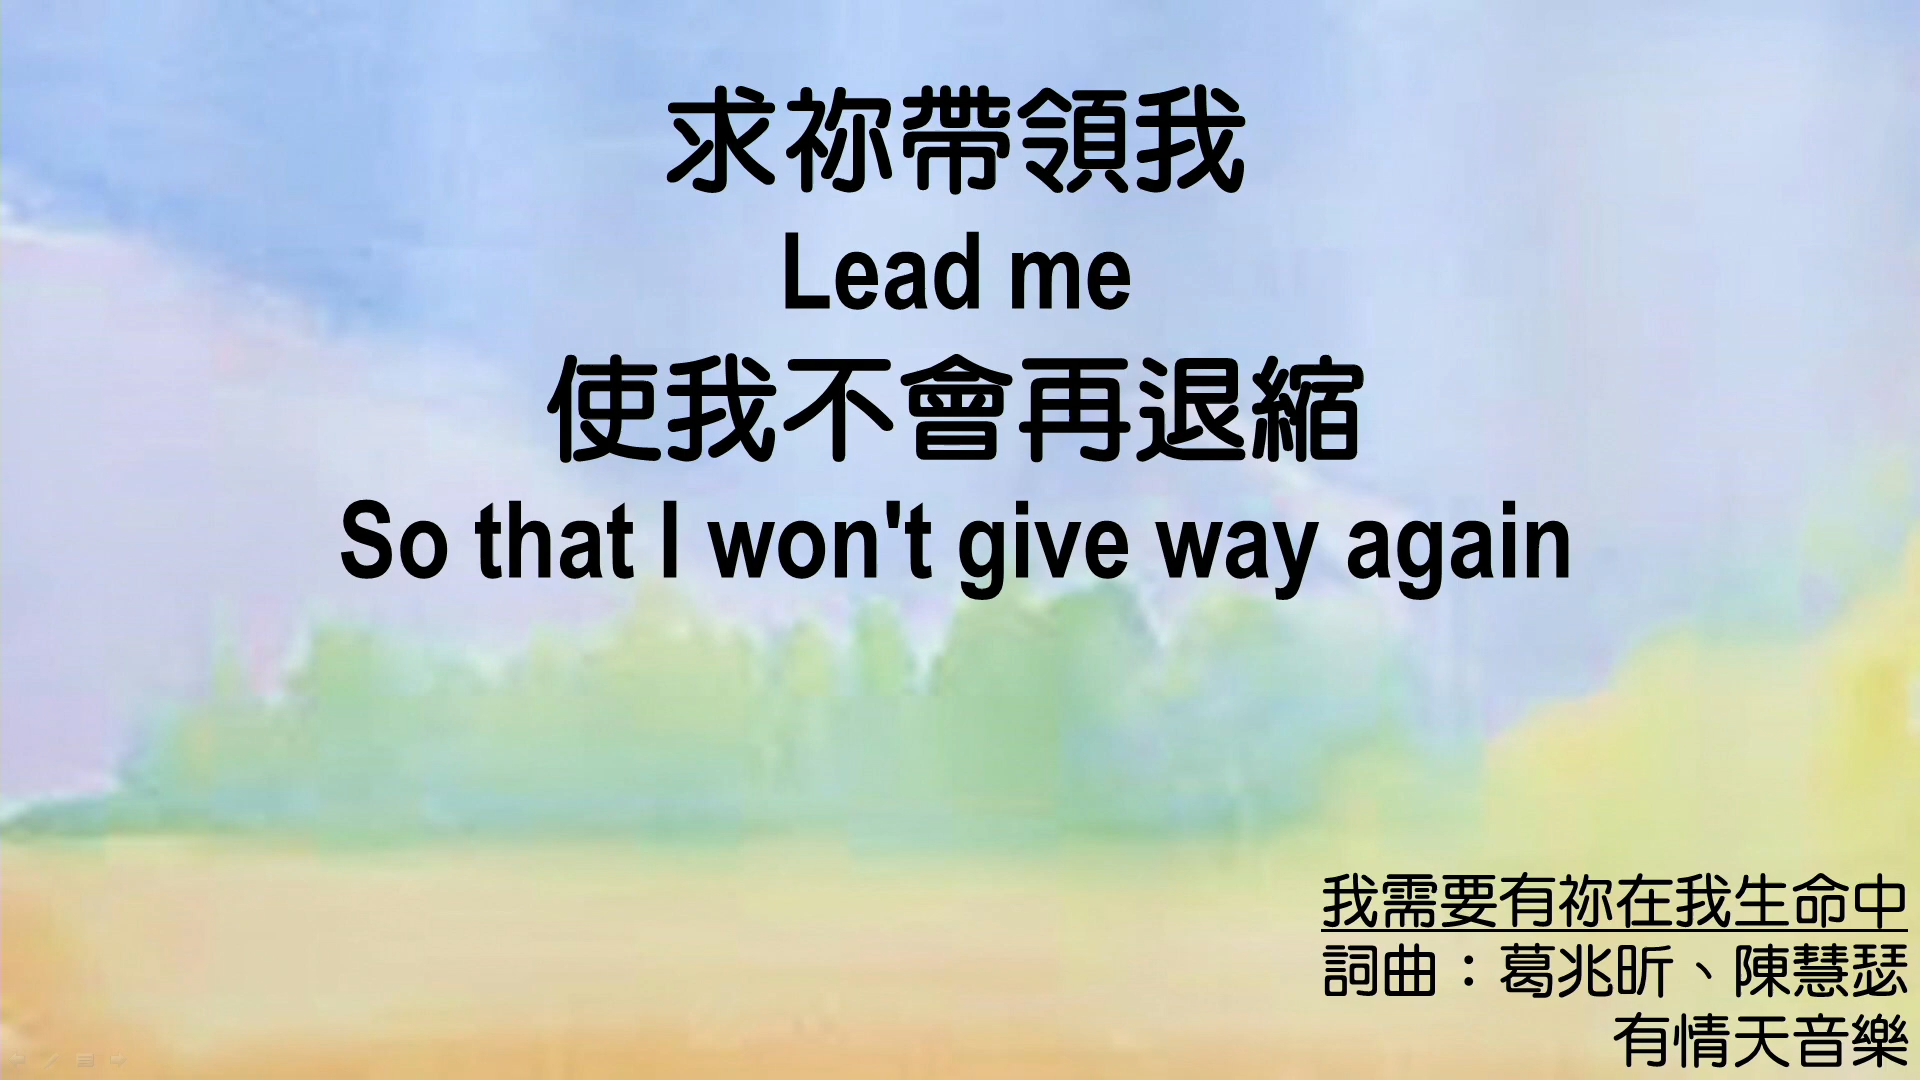 求祢帶領我
Lead me
使我不會再退縮
So that I won't give way again
我需要有祢在我生命中
詞曲：葛兆昕、陳慧瑟
有情天音樂